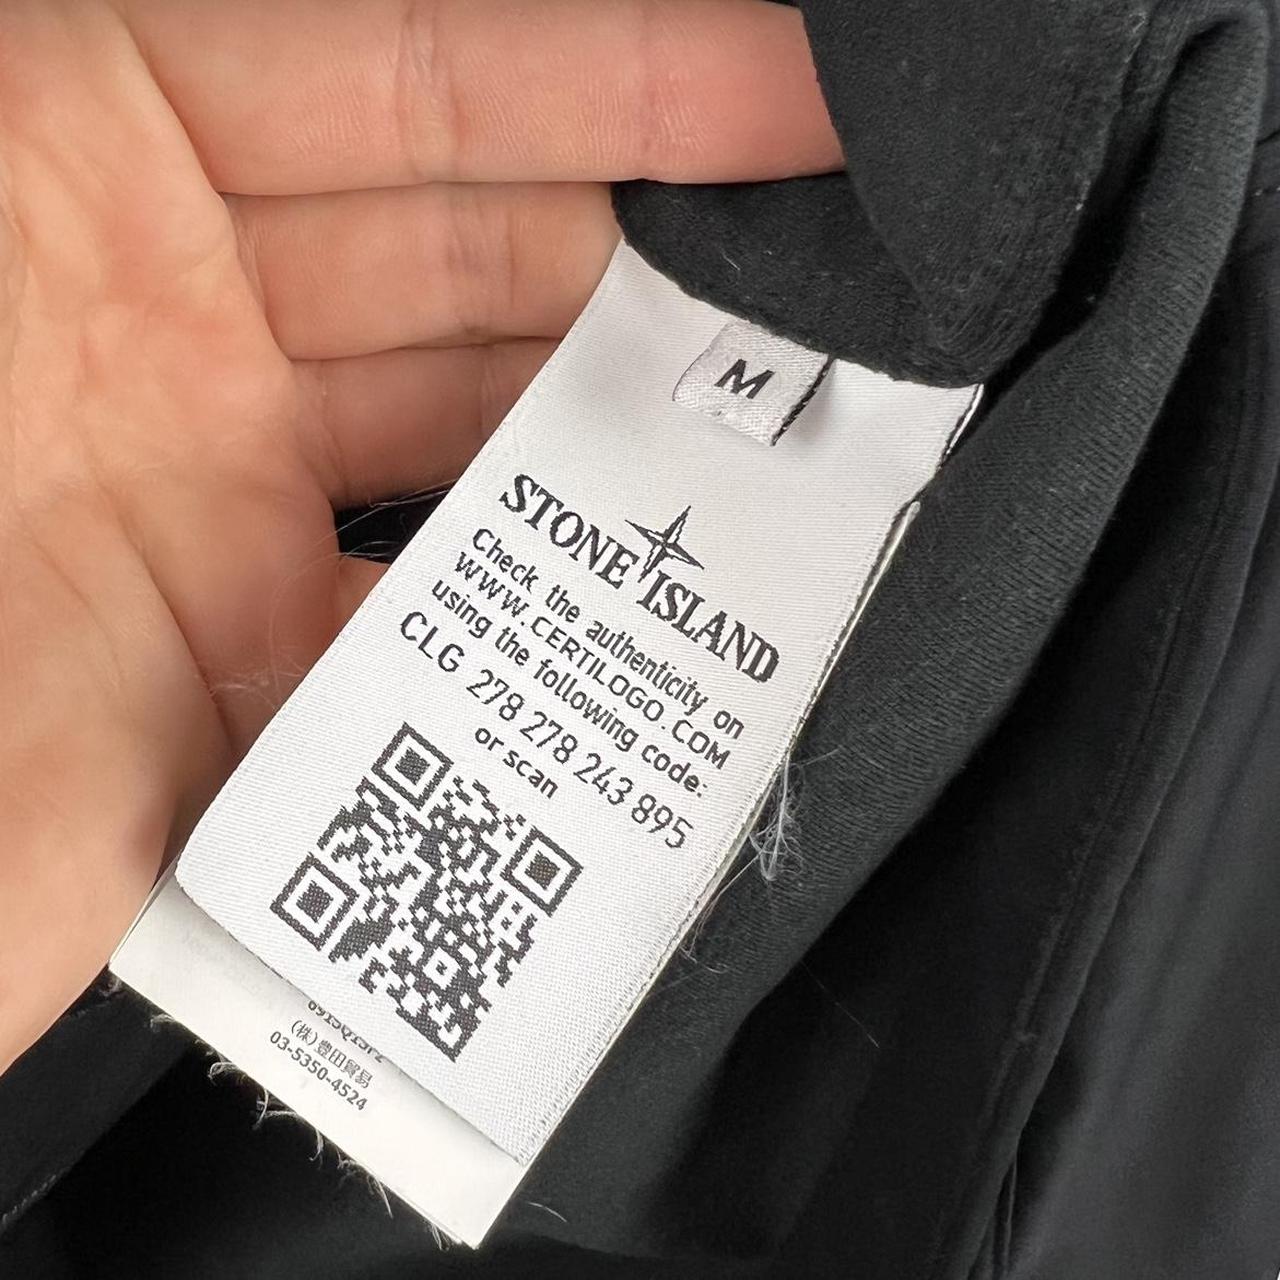 M
STONE ISLAND
Check the authenticity on
WWW.CERTILOGO.COM
using the following code:
CLG 278 278 243 895
or scan
(株)豊田貿易
03-5350-4524